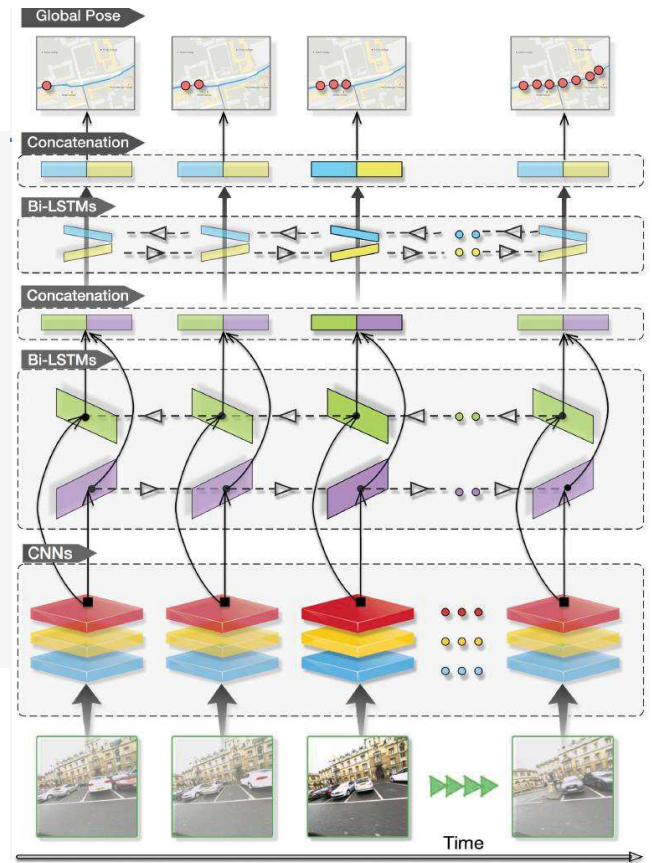 Global Pose
Concatenation
Bi-LSTMs
Concatenation
Bi-LSTMs
CNNs
Time